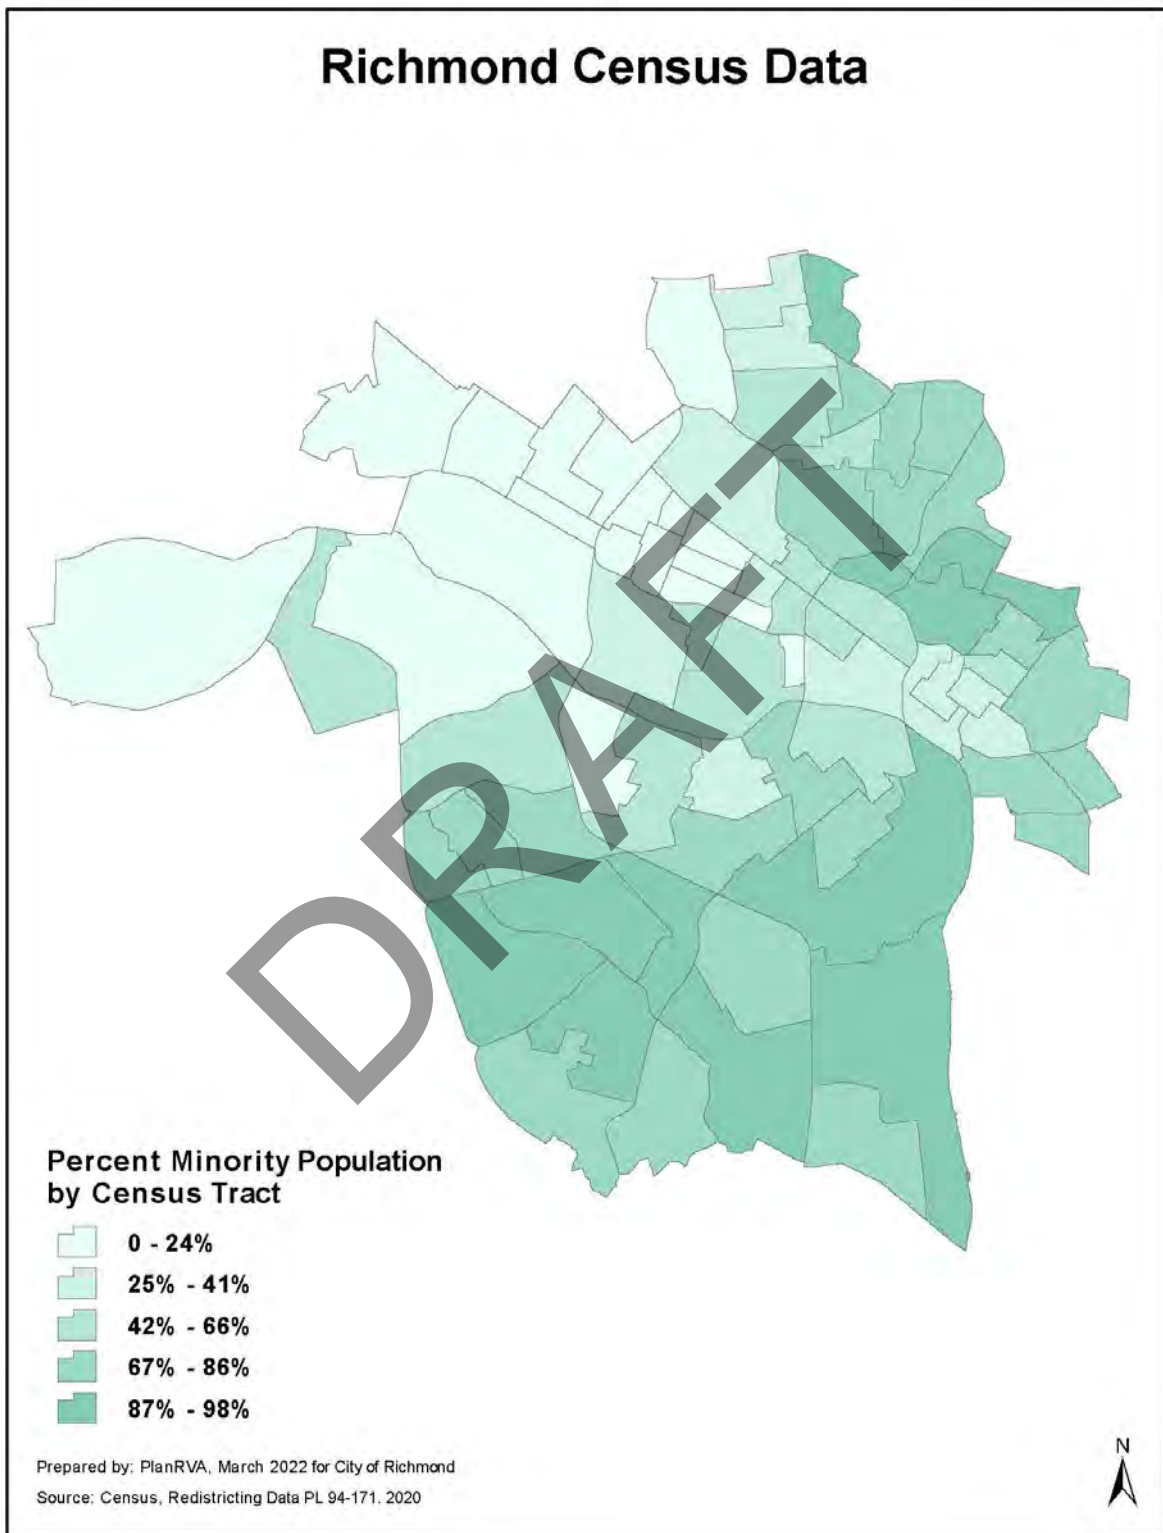 Richmond Census Data
DRAFT
Percent Minority Population
by Census Tract
0 - 24%
25% - 41%
42% - 66%
67% - 86%
87% - 98%
Prepared by: PlanRVA, March 2022 for City of Richmond
Source: Census, Redistricting Data PL 94-171. 2020
N